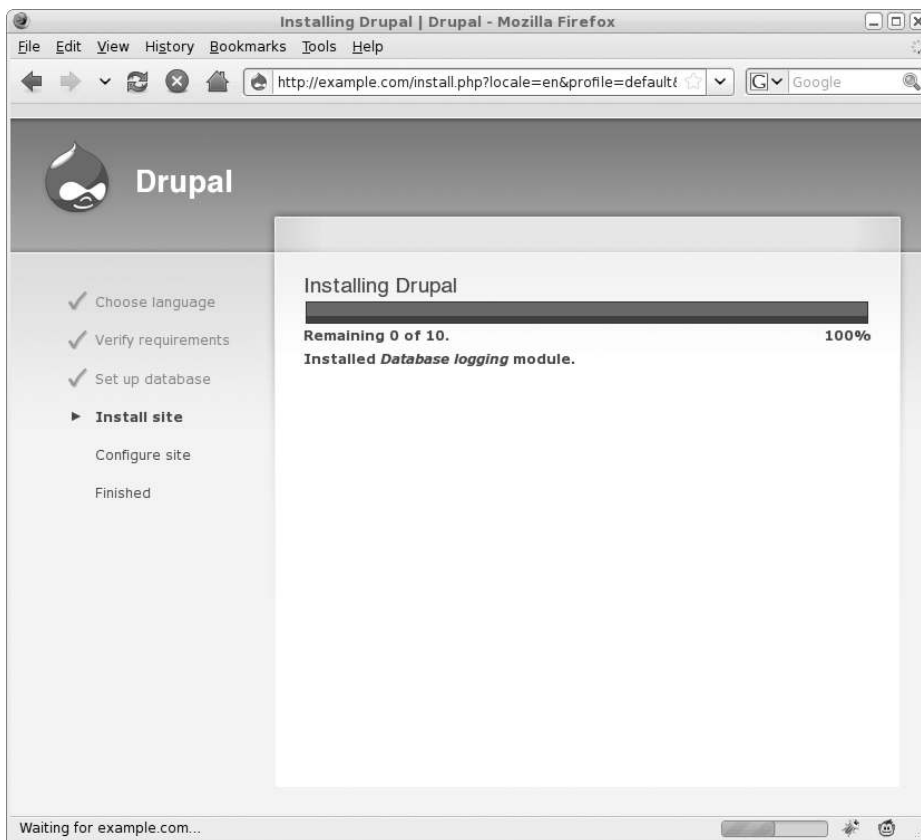 Installing Drupal | Drupal - Mozilla Firefox
File Edit View History Bookmarks Tools Help
http://example.com/install.php?locale=en&profile=default& G Google
Drupal
Installing Drupal
Remaining 0 of 10. 100%
Installed Database logging module.
Choose language
Verify requirements
Set up database
Install site
Configure site
Finished
Waiting for example.com...